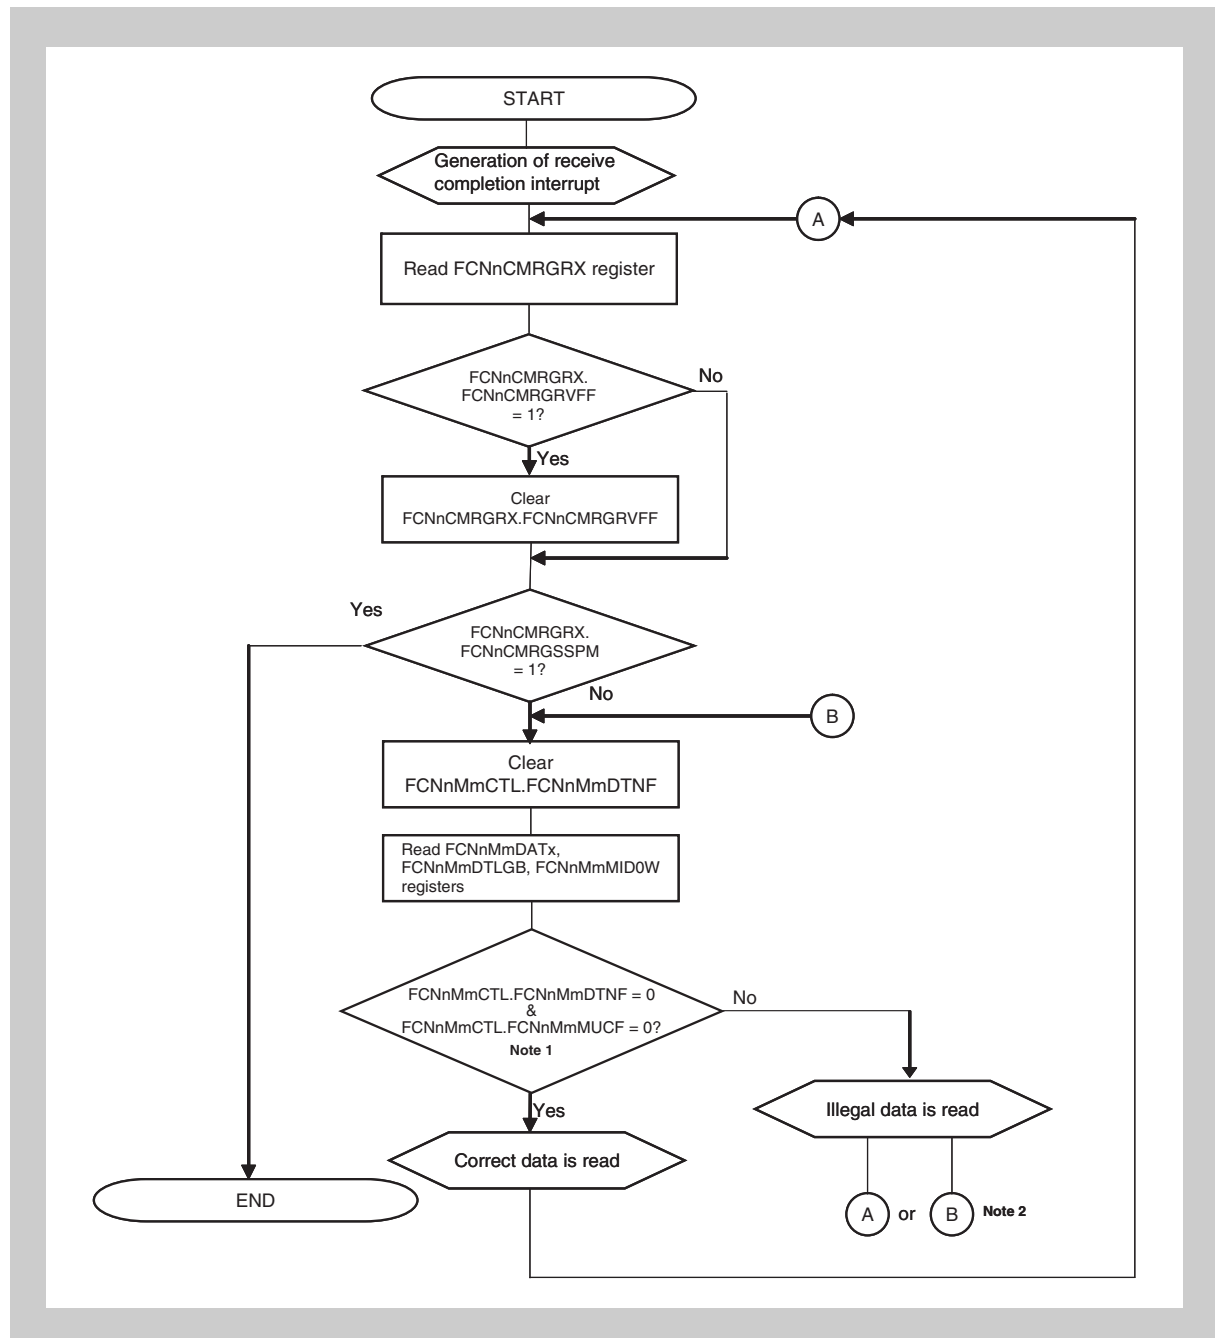 START
Generation of receive
completion interrupt
A
Read FCNnCMRGRX register
FCNnCMRGRX.
FCNnCMRGRVFF
= 1?
No
Yes
Clear
FCNnCMRGRX.FCNnCMRGRVFF
Yes
FCNnCMRGRX.
FCNnCMRGSSPM
= 1?
No
B
Clear
FCNnMmCTL.FCNnMmDTNF
Read FCNnMmDATx,
FCNnMmDTLGB, FCNnMmMID0W
registers
FCNnMmCTL.FCNnMmDTNF = 0
&
FCNnMmCTL.FCNnMmMUCF = 0?
Note 1
No
Yes
Illegal data is read
Correct data is read
END
A or B Note 2